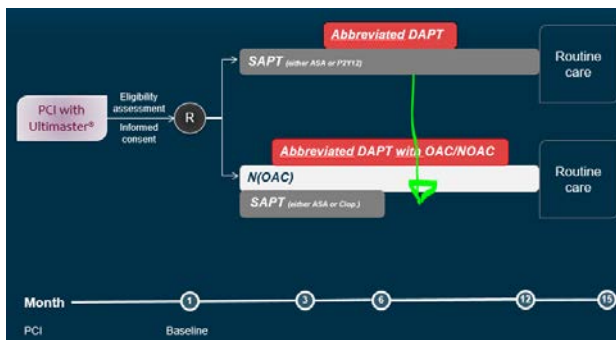 Abbreviated DAPT
SAPT (either ASA or P2Y12)
Routine
care
PCI with
Ultimaster®
Eligibility
assessment
Informed
consent
R
Abbreviated DAPT with OAC/NOAC
N(OAC)
SAPT (either ASA or Clop.)
Routine
care
Month
1
3
6
12
15
PCI
Baseline